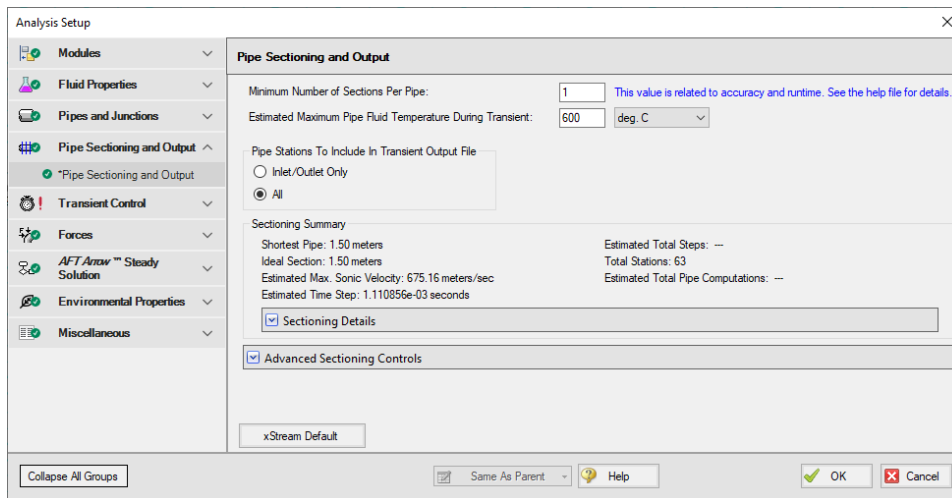 Analysis Setup
Modules
Fluid Properties
Pipes and Junctions
Pipe Sectioning and Output
*Pipe Sectioning and Output
Transient Control
Forces
AFT Arrow™ Steady
Solution
Environmental Properties
Miscellaneous
Pipe Sectioning and Output
Minimum Number of Sections Per Pipe: 1 This value is related to accuracy and runtime. See the help file for details.
Estimated Maximum Pipe Fluid Temperature During Transient: 600 deg. C
Pipe Stations To Include In Transient Output File
Inlet/Outlet Only
All
Sectioning Summary
Shortest Pipe: 1.50 meters
Ideal Section: 1.50 meters
Estimated Max. Sonic Velocity: 675.16 meters/sec
Estimated Time Step: 1.110856e-03 seconds
Estimated Total Steps: ---
Total Stations: 63
Estimated Total Pipe Computations: ---
Sectioning Details
Advanced Sectioning Controls
xStream Default
Collapse All Groups
Same As Parent
Help
OK
Cancel